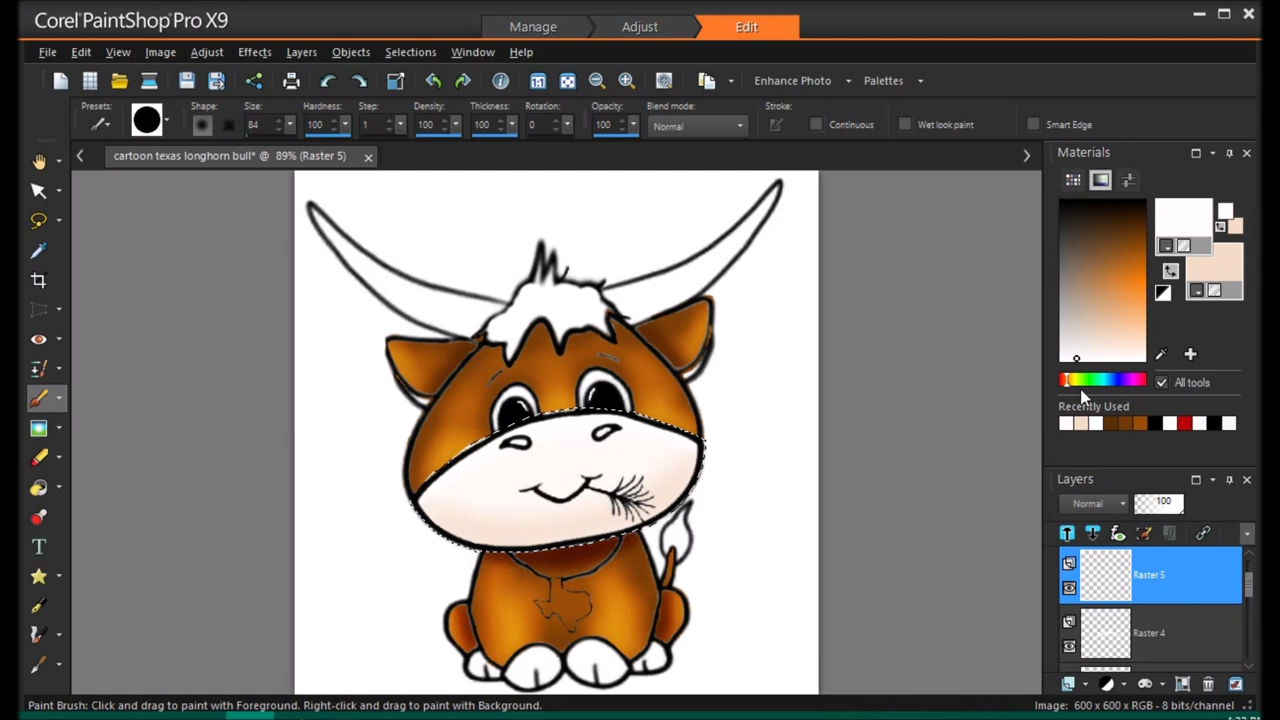 Corel PaintShop Pro X9
Manage Adjust Edit
File Edit View Image Adjust Effects Layers Objects Selections Window Help
Enhance Photo Palettes
Presets: Shape: Size: Hardness: Step: Density: Thickness: Rotation: Opacity: Blend mode: Stroke:
84 100 1 100 100 0 100 Normal Continuous Wet look paint Smart Edge
cartoon texas longhorn bull* @ 89% (Raster 5)
Materials
All tools
Recently Used
Layers
Normal 100
Raster 5
Raster 4
Paint Brush: Click and drag to paint with Foreground. Right-click and drag to paint with Background. Image: 600 x 600 x RGB - 8 bits/channel